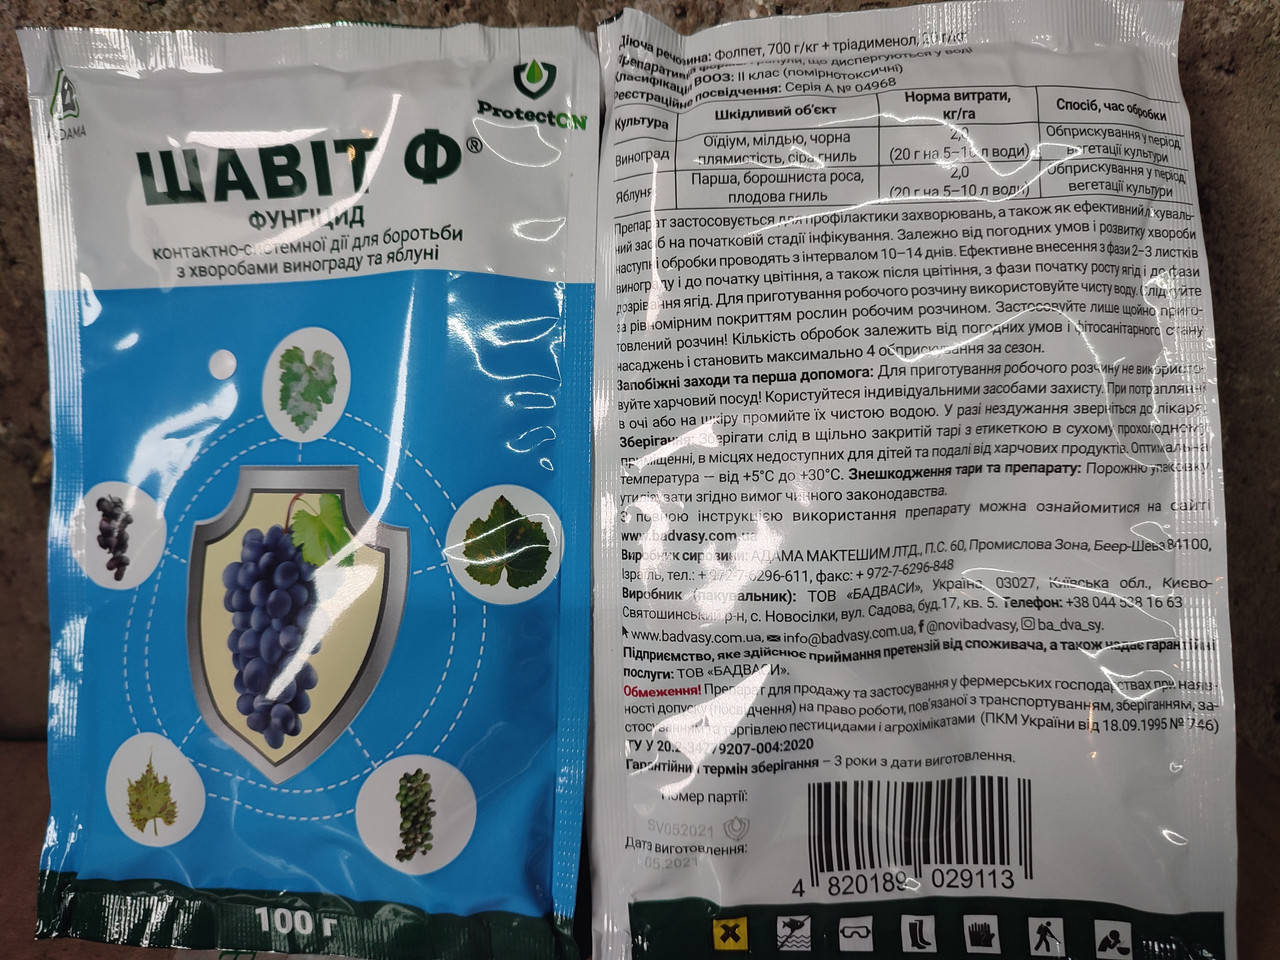 ADAMA
ProtectON
ШАВІТ Ф®
ФУНГІЦИД
контактно-системної дії для боротьби
з хворобами винограду та яблуні
100 г
Діюча речовина: фолпет, 700 г/кг + тріадименол, 20 г/кг
Препаративна форма: гранули, що диспергуються у воді
Класифікація ВООЗ: II клас (помірнотоксичні)
Реєстраційне посвідчення: Серія А № 04968
Культура Шкідливий об'єкт Норма витрати, кг/га Спосіб, час обробки
Виноград Оїдіум, мілдью, чорна плямистість, сіра гниль 2,0 (20 г на 5–10 л води) Обприскування у період вегетації культури
Яблуня Парша, борошниста роса, плодова гниль 2,0 (20 г на 5–10 л води) Обприскування у період вегетації культури
Препарат застосовується для профілактики захворювань, а також як ефективний лікуваль-
ний засіб на початковій стадії інфікування. Залежно від погодних умов і розвитку хвороби
наступні обробки проводять з інтервалом 10–14 днів. Ефективне внесення з фази 2–3 листків
винограду і до початку цвітіння, а також після цвітіння, з фази початку росту ягід і до фази
дозрівання ягід. Для приготування робочого розчину використовуйте чисту воду. Слідкуйте
за рівномірним покриттям рослин робочим розчином. Застосовуйте лише щойно приго-
товлений розчин! Кількість обробок залежить від погодних умов і фітосанітарного стану
насаджень і становить максимально 4 обприскування за сезон.
Запобіжні заходи та перша допомога: Для приготування робочого розчину не використо-
вуйте харчовий посуд! Користуйтеся індивідуальними засобами захисту. При потраплянні
в очі або на шкіру промийте їх чистою водою. У разі нездужання зверніться до лікаря.
Зберігання: Зберігати слід в щільно закритій тарі з етикеткою в сухому прохолодному
приміщенні, в місцях недоступних для дітей та подалі від харчових продуктів. Оптимальна
температура — від +5°С до +30°С. Знешкодження тари та препарату: Порожню упаковку
утилізувати згідно вимог чинного законодавства.
З повною інструкцією використання препарату можна ознайомитись на сайті
www.badvasy.com.ua
Виробник сировини: АДАМА МАКТЕШИМ ЛТД., П.С. 60, Промислова Зона, Беер-Шева 84100,
Ізраїль, тел.: + 972-7-6296-611, факс: + 972-7-6296-848
Виробник (пакувальник): ТОВ «БАДВАСИ», Україна, 03027, Київська обл., Києво-
Святошинський р-н, с. Новосілки, вул. Садова, буд.17, кв. 5. Телефон: +38 044 538 16 63
www.badvasy.com.ua, info@badvasy.com.ua, f @novibadvasy, ba_dva_sy.
Підприємство, яке здійснює приймання претензій від споживача, а також надає гарантійні
послуги: ТОВ «БАДВАСИ».
Обмеження! Препарат для продажу та застосування у фермерських господарствах при наяв-
ності допуску (посвідчення) на право роботи, пов'язаної з транспортуванням, зберіганням, за-
стосуванням та торгівлею пестицидами і агрохімікатами (ПКМ України від 18.09.1995 № 746)
ТУ У 20.2-34779207-004:2020
Гарантійний термін зберігання – 3 роки з дати виготовлення.
Номер партії:
SV052021
Дата виготовлення:
05.2021
4 820189 029113